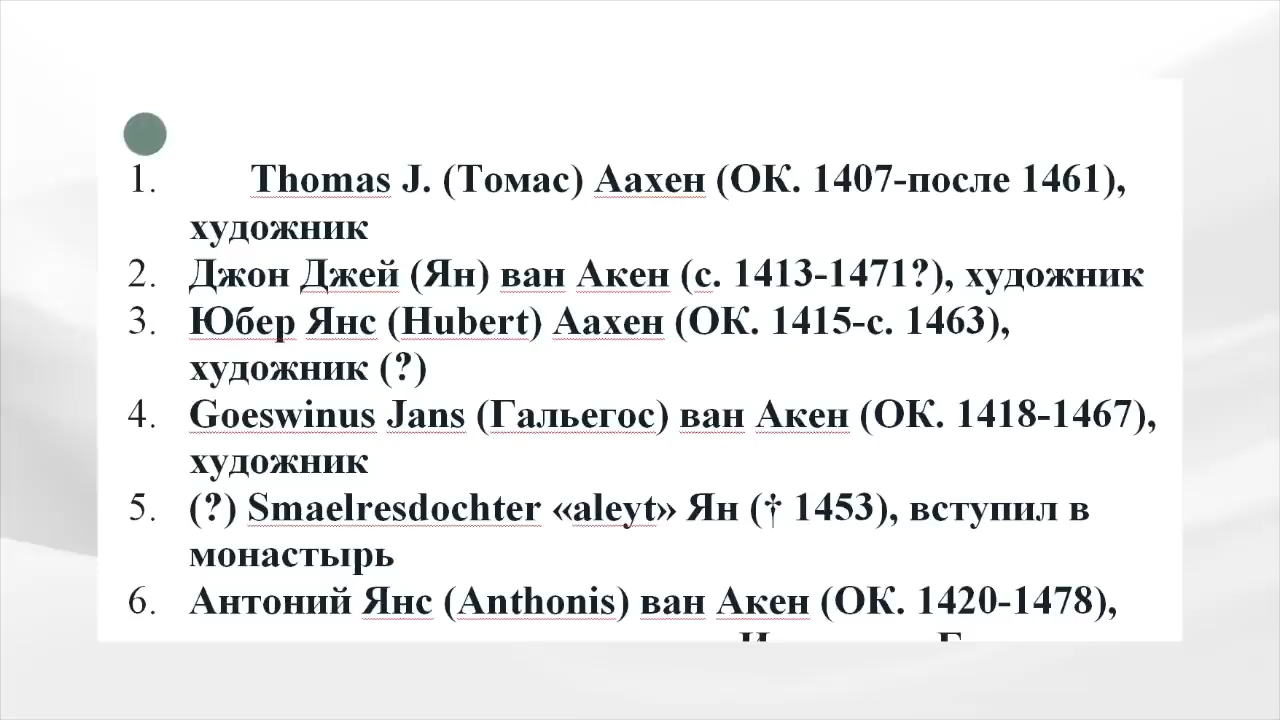 1. Thomas J. (Томас) Аахен (ОК. 1407-после 1461),
художник
2. Джон Джей (Ян) ван Акен (с. 1413-1471?), художник
3. Юбер Янс (Hubert) Аахен (ОК. 1415-с. 1463),
художник (?)
4. Goeswinus Jans (Гальегос) ван Акен (ОК. 1418-1467),
художник
5. (?) Smaelresdochter «aleyt» Ян († 1453), вступил в
монастырь
6. Антоний Янс (Anthonis) ван Акен (ОК. 1420-1478),